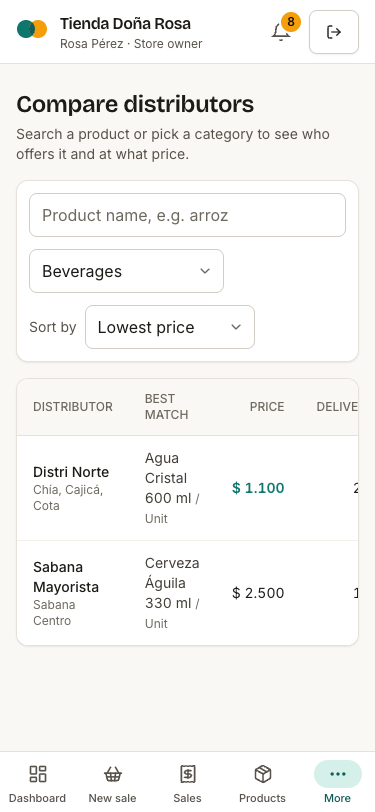 Tienda Doña Rosa
8
Rosa Pérez · Store owner
Compare distributors
Search a product or pick a category to see who
offers it and at what price.
Product name, e.g. arroz
Beverages
Sort by
Lowest price
DISTRIBUTOR
BEST
MATCH
PRICE
DELIVE
Distri Norte
Chía, Cajicá,
Cota
Agua
Cristal
600 ml /
Unit
$ 1.100
2
Sabana
Mayorista
Sabana
Centro
Cerveza
Águila
330 ml /
Unit
$ 2.500
1
Dashboard
New sale
Sales
Products
More